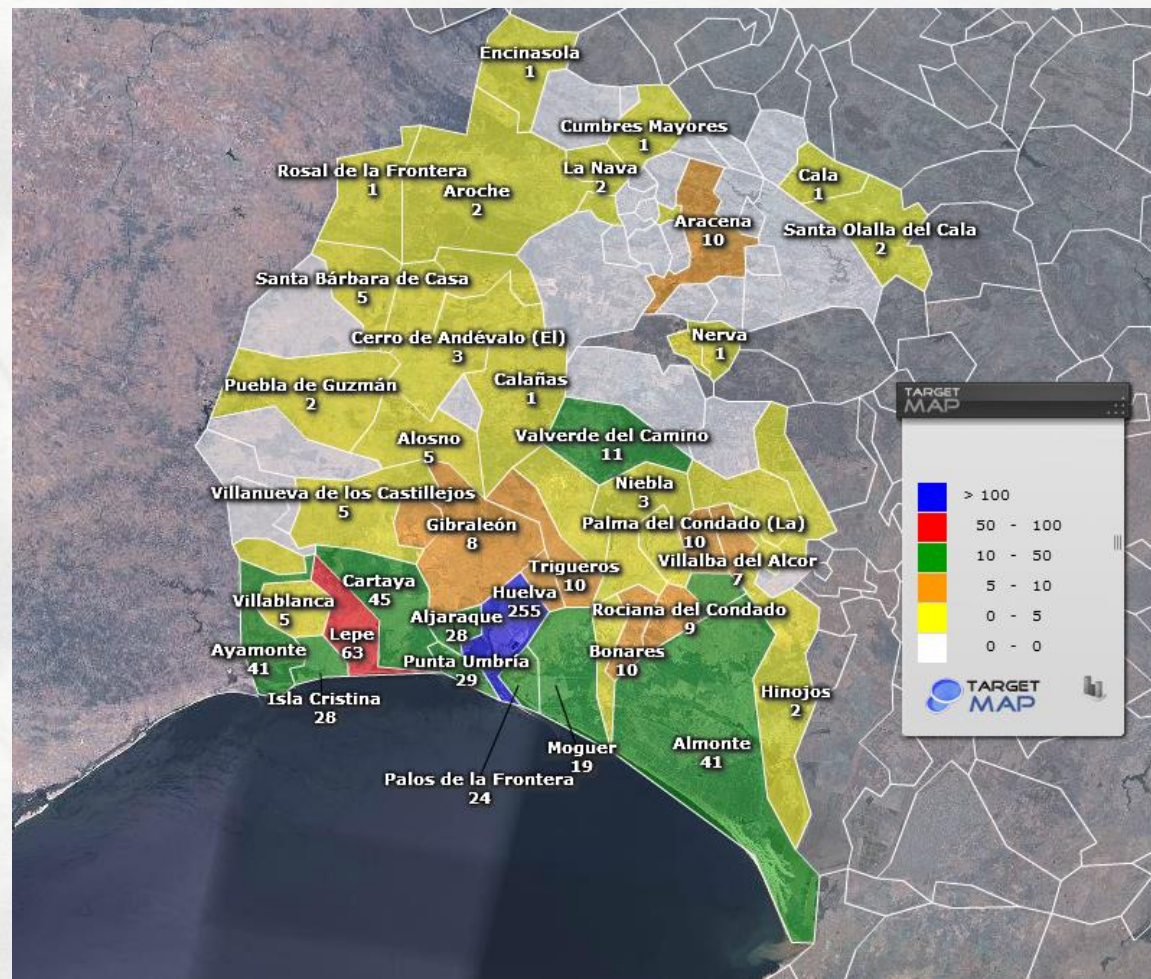 Encinasola
1
Cumbres Mayores
1
La Nava
2
Rosal de la Frontera
1
Aroche
2
Cala
1
Aracena
10
Santa Olalla del Cala
2
Santa Bárbara de Casa
5
Cerro de Andévalo (El)
3
Nerva
1
Puebla de Guzmán
2
Calañas
1
Alosno
5
Valverde del Camino
11
Villanueva de los Castillejos
5
Niebla
3
Gibraleón
8
Palma del Condado (La)
10
Villalba del Alcor
7
Trigueros
10
Cartaya
45
Huelva
255
Villablanca
5
Aljaraque
28
Rociana del Condado
9
Lepe
63
Ayamonte
41
Punta Umbría
29
Bonares
10
Isla Cristina
28
Hinojos
2
Moguer
19
Almonte
41
Palos de la Frontera
24
TARGET
MAP
> 100
50 - 100
10 - 50
5 - 10
0 - 5
0 - 0
TARGET
MAP